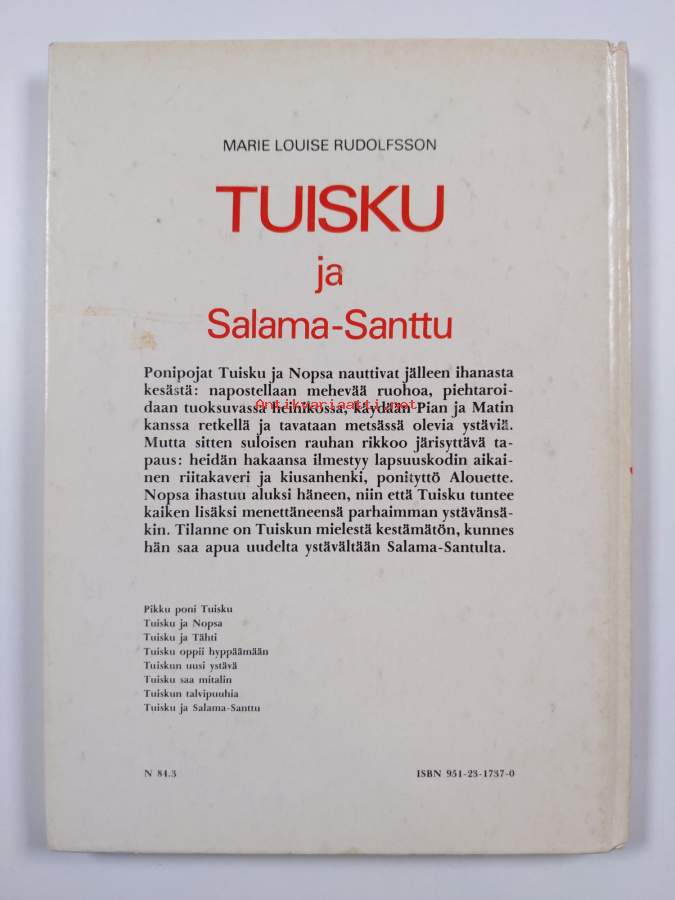 MARIE LOUISE RUDOLFSSON
TUISKU
ja
Salama-Santtu
Ponipojat Tuisku ja Nopsa nauttivat jälleen ihanasta
kesästä: napostellaan mehevää ruohoa, piehtaroi-
daan tuoksuvassa heinikossa, käydään Pian ja Matin
Antikvariaatti.net
kanssa retkellä ja tavataan metsässä olevia ystäviä.
Mutta sitten suloisen rauhan rikkoo järisyttävä ta-
paus: heidän hakaansa ilmestyy lapsuuskodin aikai-
nen riitakaveri ja kiusanhenki, ponityttö Alouette.
Nopsa ihastuu aluksi häneen, niin että Tuisku tuntee
kaiken lisäksi menettäneensä parhaimman ystävänsä-
kin. Tilanne on Tuiskun mielestä kestämätön, kunnes
hän saa apua uudelta ystävältään Salama-Santulta.
Pikku poni Tuisku
Tuisku ja Nopsa
Tuisku ja Tähti
Tuisku oppii hyppäämään
Tuiskun uusi ystävä
Tuisku saa mitalin
Tuiskun talvipuuhia
Tuisku ja Salama-Santtu
N 84.3
ISBN 951-23-1737-0